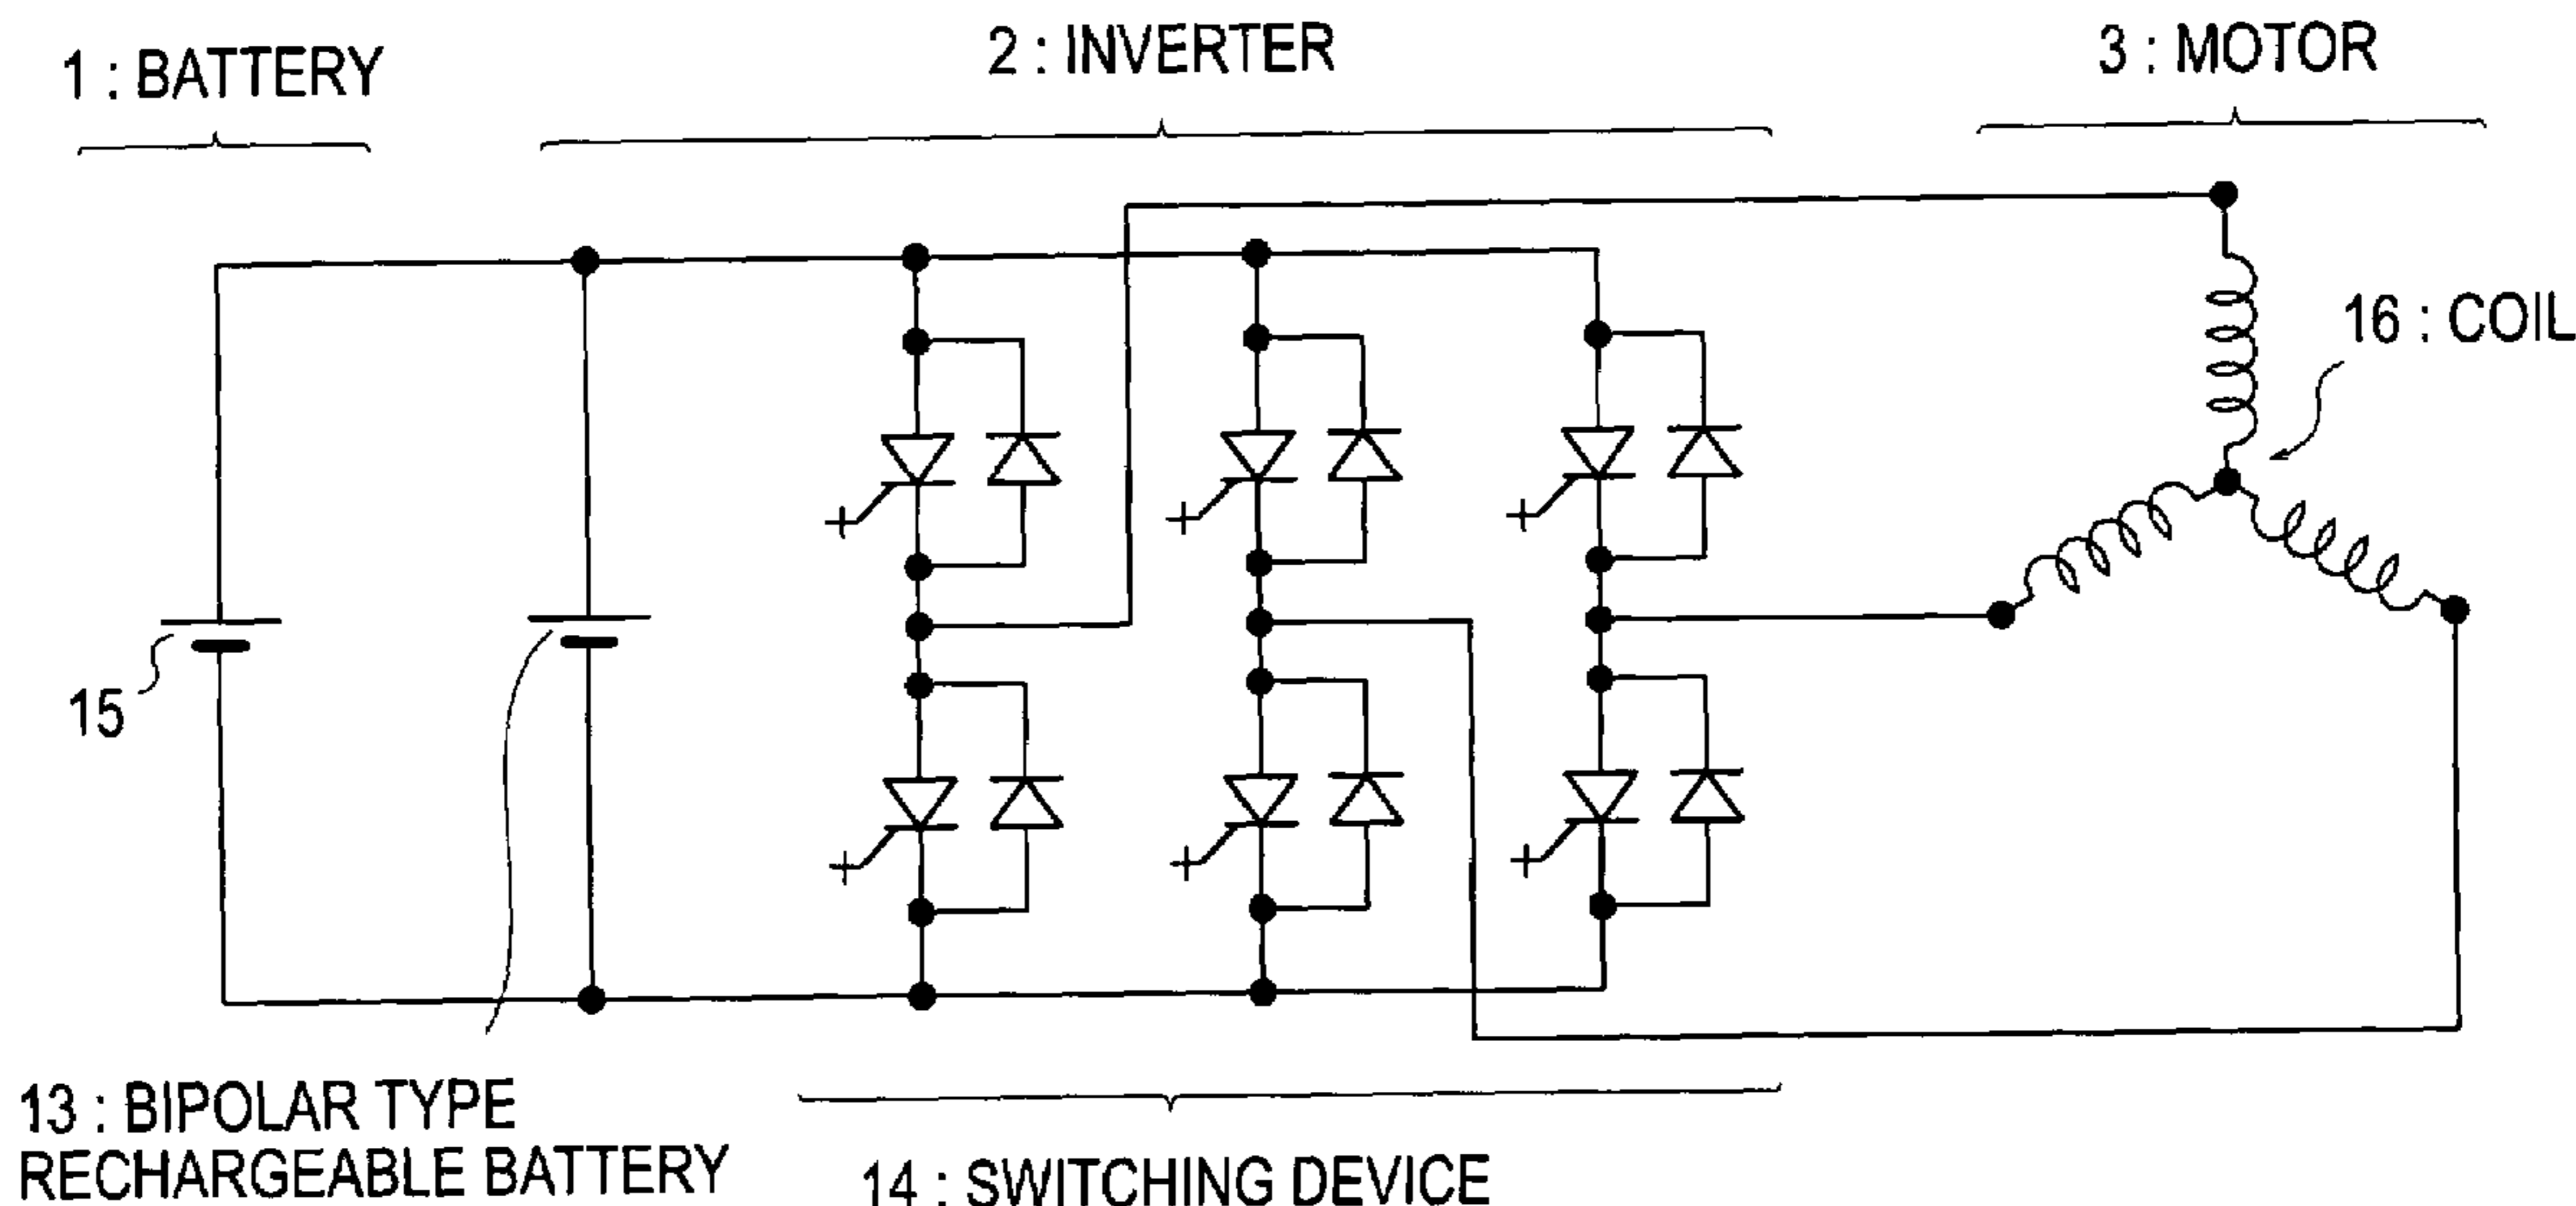 1 : BATTERY
2 : INVERTER
3 : MOTOR
16 : COIL
15
13 : BIPOLAR TYPE
RECHARGEABLE BATTERY
14 : SWITCHING DEVICE